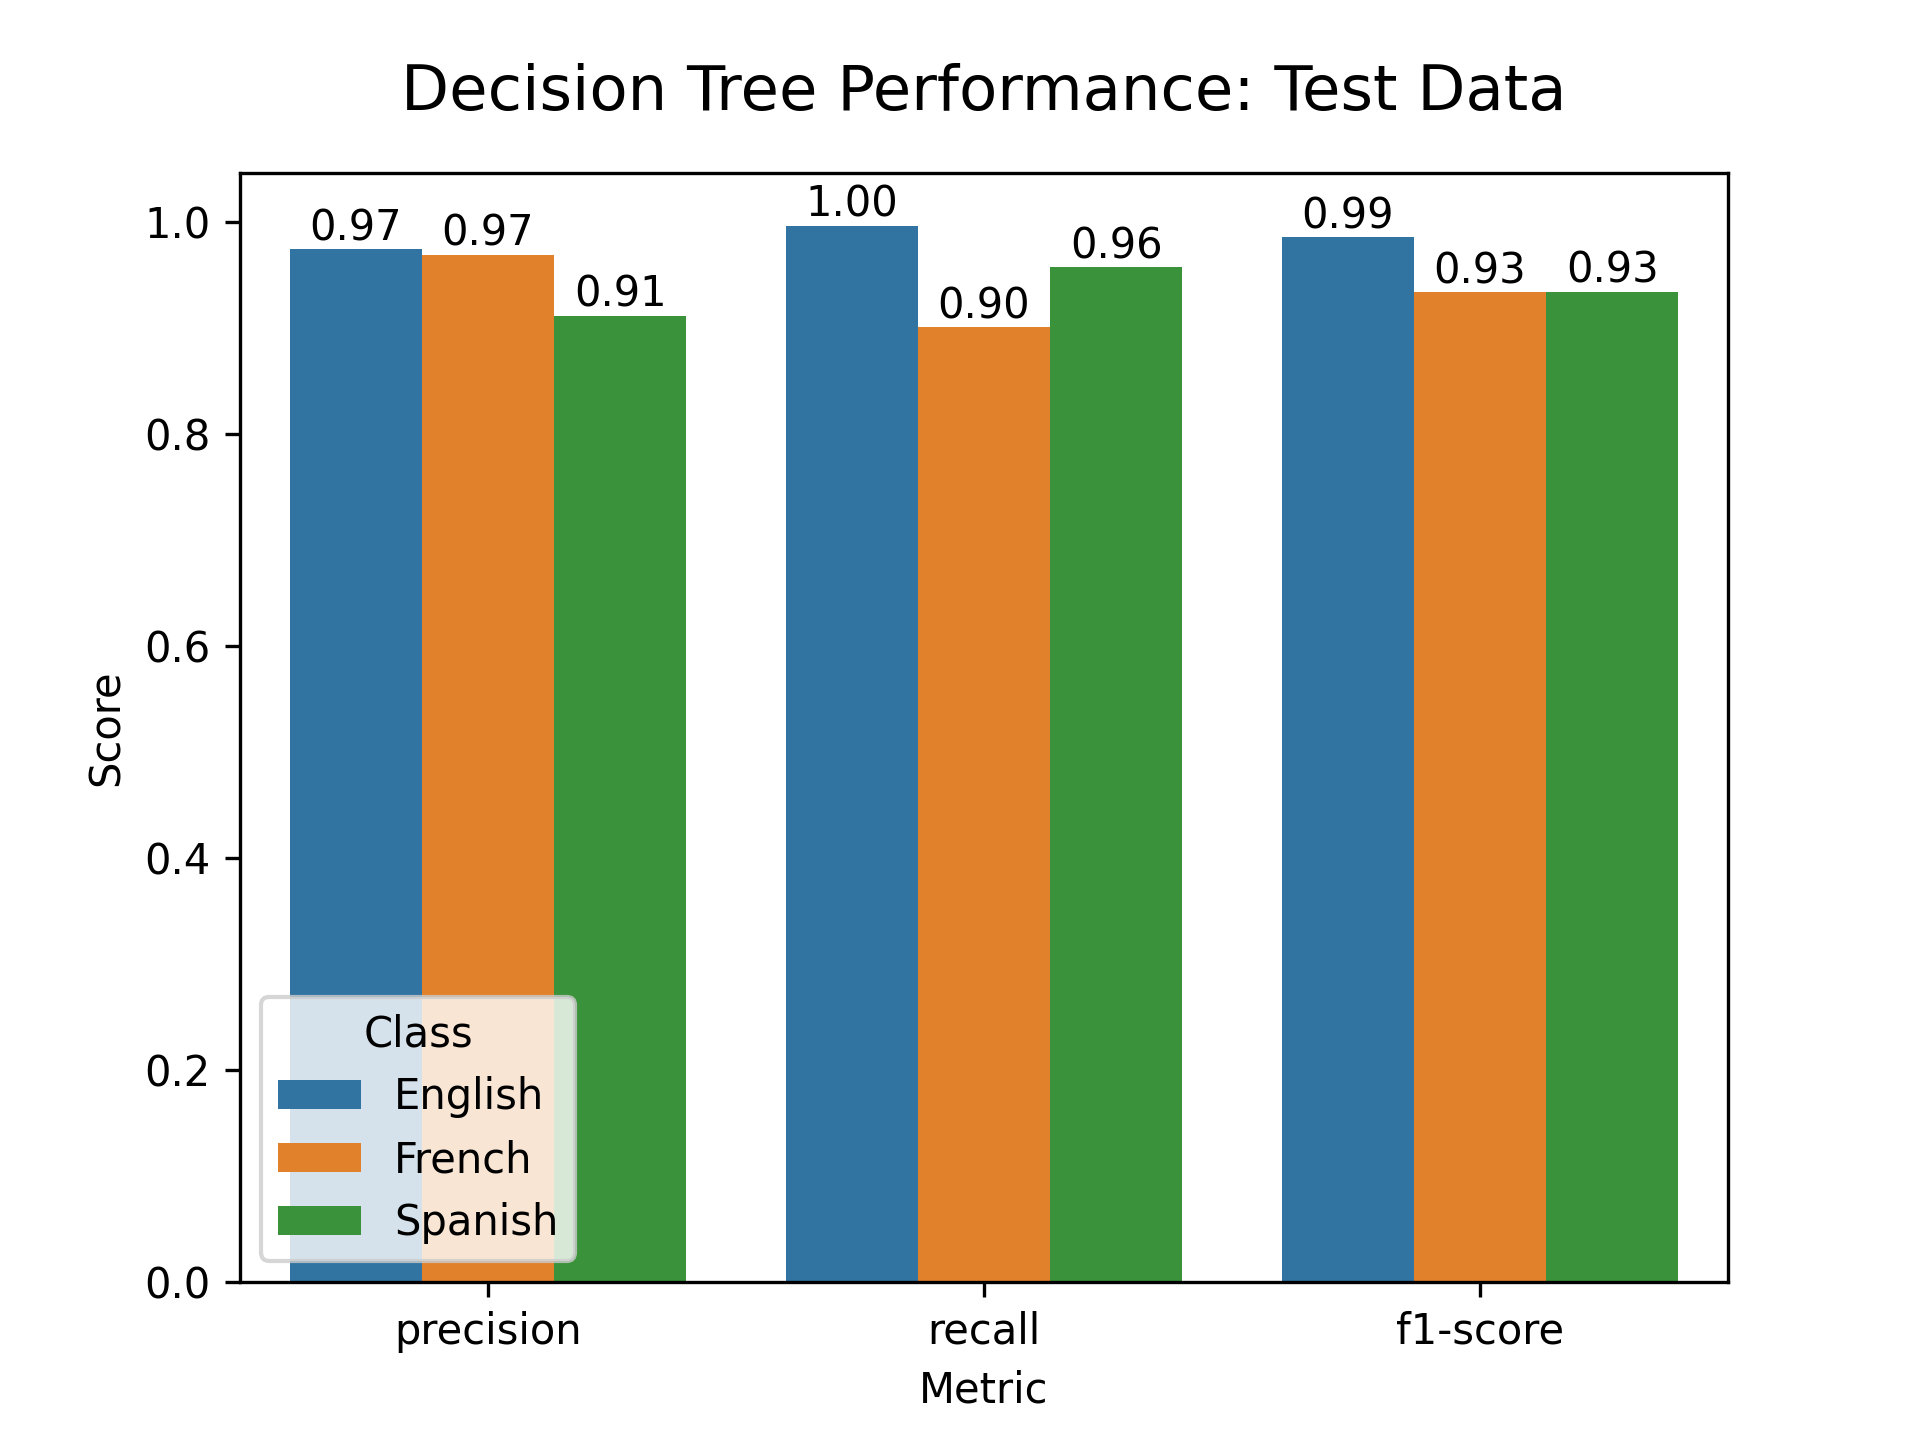 Decision Tree Performance: Test Data
1.0
0.8
0.6
0.4
0.2
0.0
Score
0.97
0.97
0.91
1.00
0.90
0.96
0.99
0.93
0.93
Class
English
French
Spanish
precision
recall
f1-score
Metric